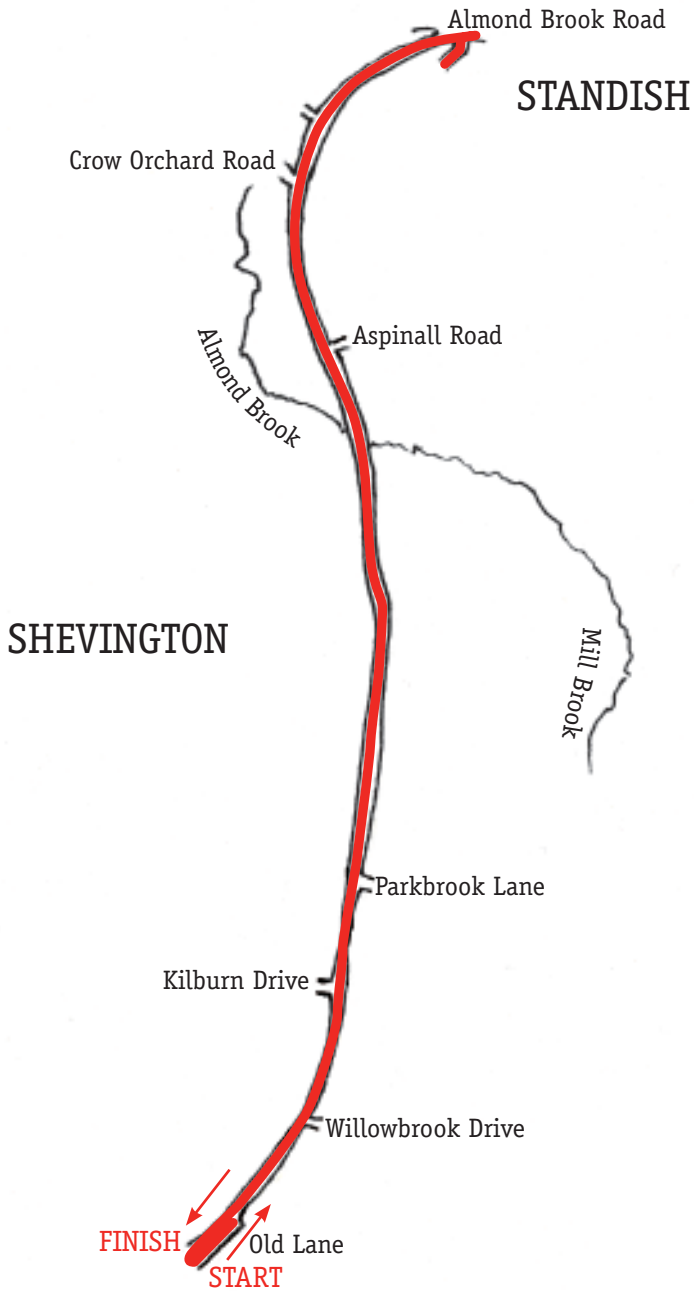 Almond Brook Road
STANDISH
Crow Orchard Road
Aspinall Road
Almond Brook
SHEVINGTON
Mill Brook
Parkbrook Lane
Kilburn Drive
Willowbrook Drive
FINISH
Old Lane
START